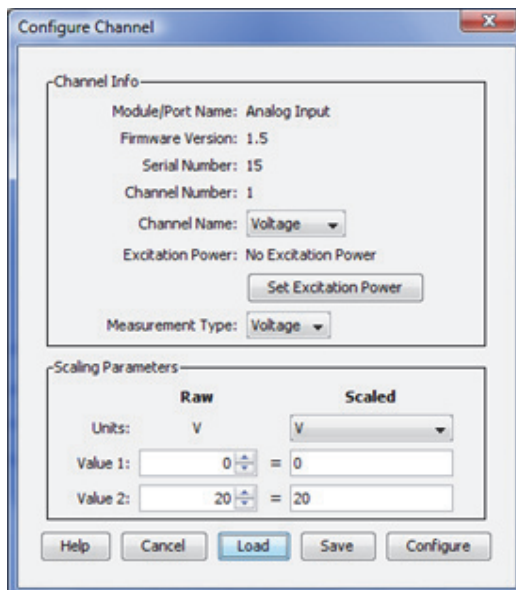 Configure Channel
Channel Info
Module/Port Name: Analog Input
Firmware Version: 1.5
Serial Number: 15
Channel Number: 1
Channel Name: Voltage
Excitation Power: No Excitation Power
Set Excitation Power
Measurement Type: Voltage
Scaling Parameters
Raw Scaled
Units: V V
Value 1: 0 = 0
Value 2: 20 = 20
Help Cancel Load Save Configure